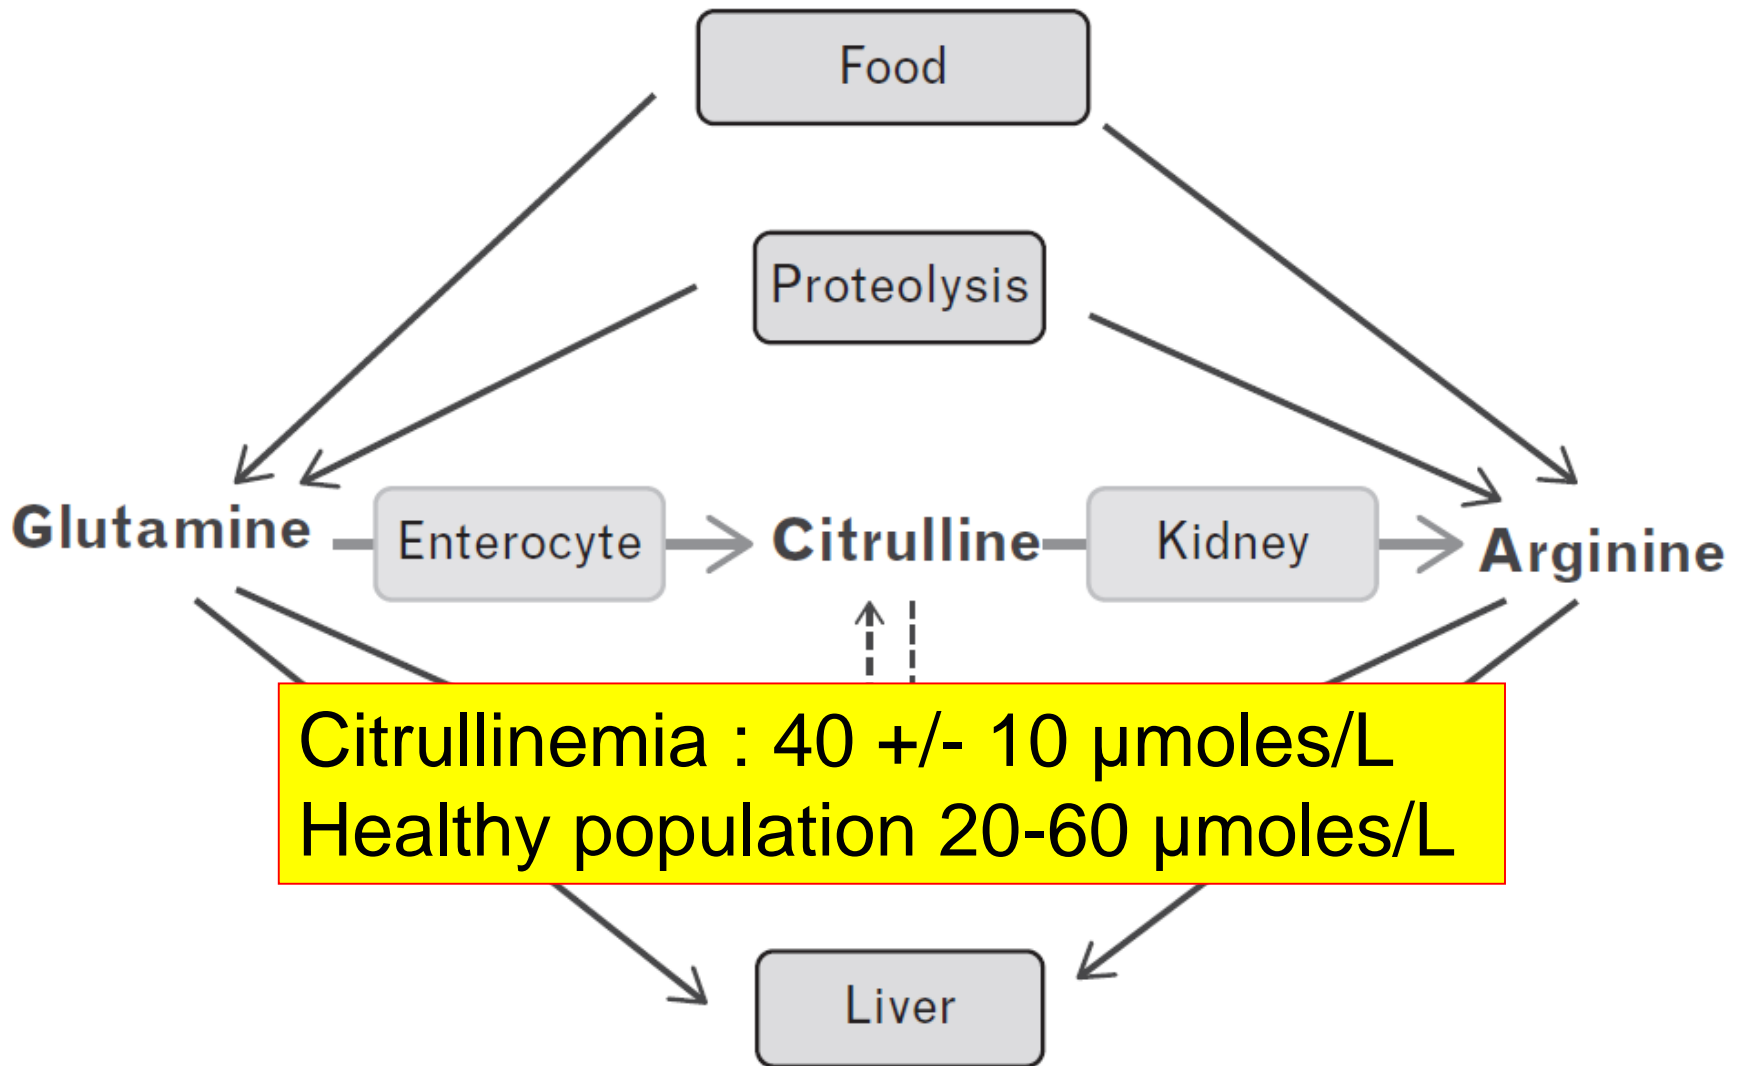 Food
Proteolysis
Glutamine Enterocyte Citrulline Kidney Arginine
Citrullinemia : 40 +/- 10 µmoles/L
Healthy population 20-60 µmoles/L
Liver